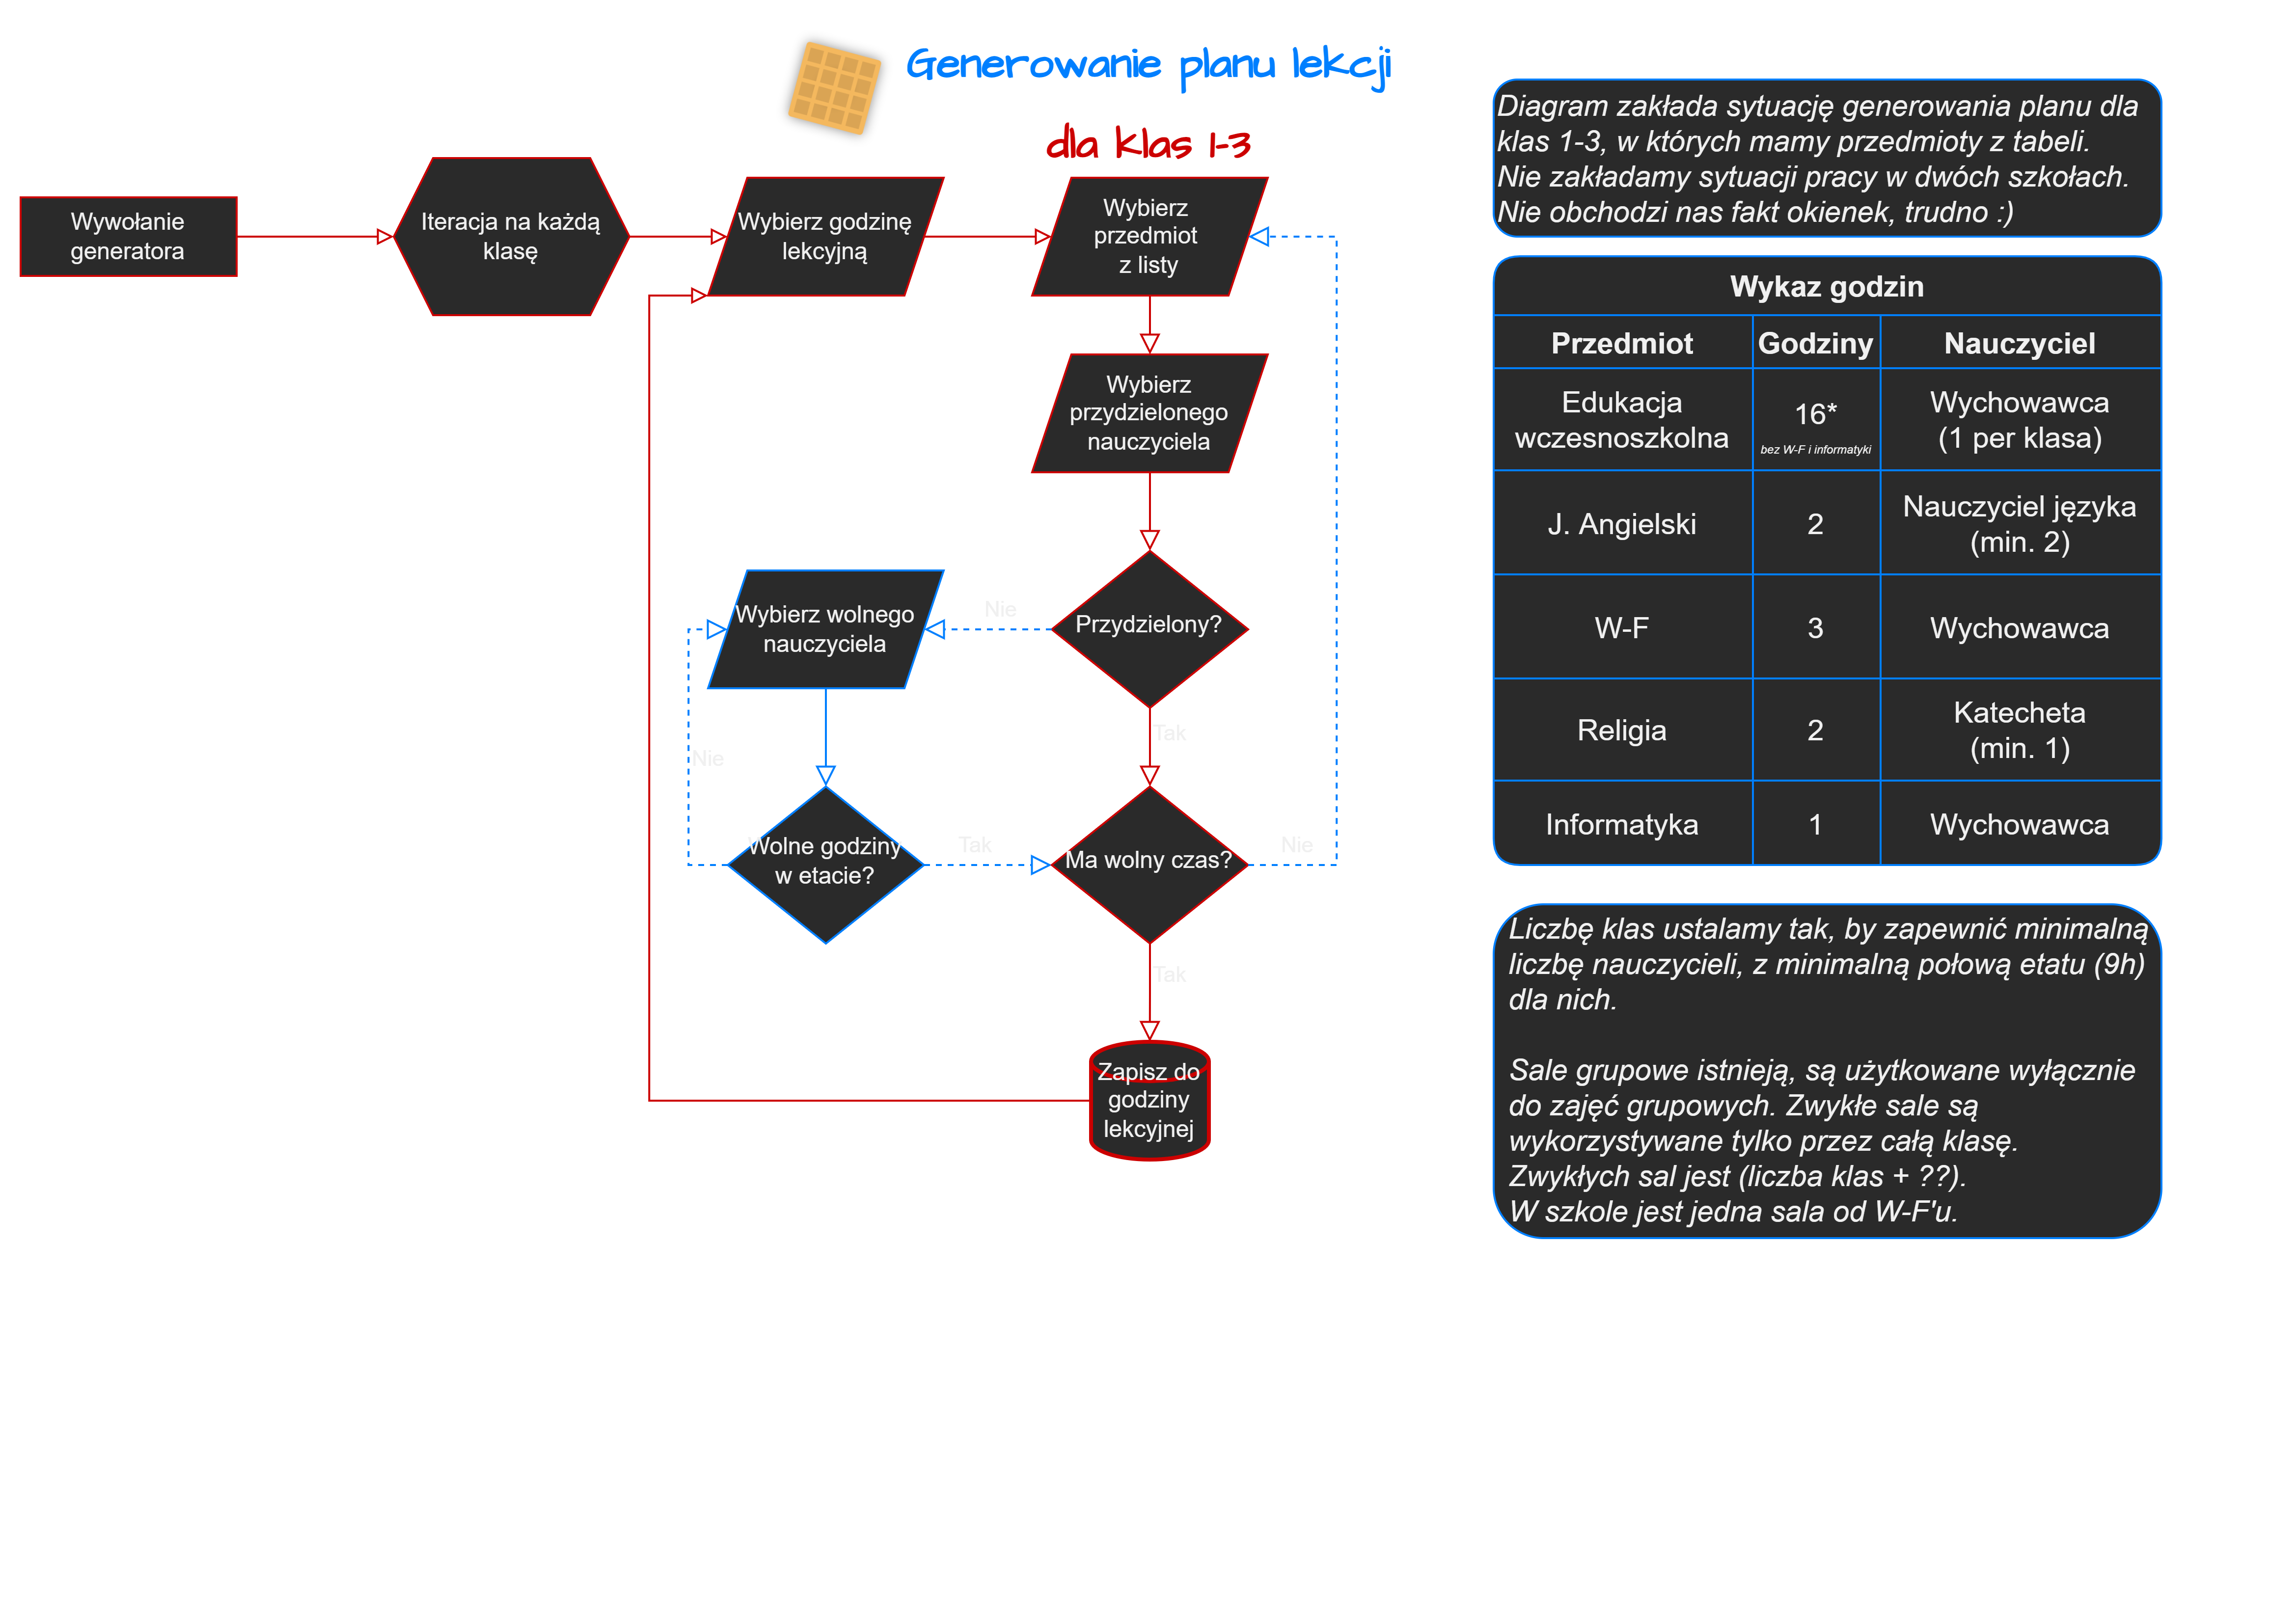 Generowanie planu lekcji
dla klas 1-3
Wywołanie
generatora
Iteracja na każdą
klasę
Wybierz godzinę
lekcyjną
Wybierz
przedmiot
z listy
Wybierz
przydzielonego
nauczyciela
Przydzielony?
Nie
Tak
Wybierz wolnego
nauczyciela
Nie
Wolne godziny
w etacie?
Tak
Ma wolny czas?
Nie
Tak
Zapisz do
godziny
lekcyjnej
Diagram zakłada sytuację generowania planu dla
klas 1-3, w których mamy przedmioty z tabeli.
Nie zakładamy sytuacji pracy w dwóch szkołach.
Nie obchodzi nas fakt okienek, trudno :)
Wykaz godzin
Przedmiot Godziny Nauczyciel
Edukacja
wczesnoszkolna
16*
bez W-F i informatyki
Wychowawca
(1 per klasa)
J. Angielski
2
Nauczyciel języka
(min. 2)
W-F 3 Wychowawca
Religia
2
Katecheta
(min. 1)
Informatyka 1 Wychowawca
Liczbę klas ustalamy tak, by zapewnić minimalną
liczbę nauczycieli, z minimalną połową etatu (9h)
dla nich.
Sale grupowe istnieją, są użytkowane wyłącznie
do zajęć grupowych. Zwykłe sale są
wykorzystywane tylko przez całą klasę.
Zwykłych sal jest (liczba klas + ??).
W szkole jest jedna sala od W-F'u.